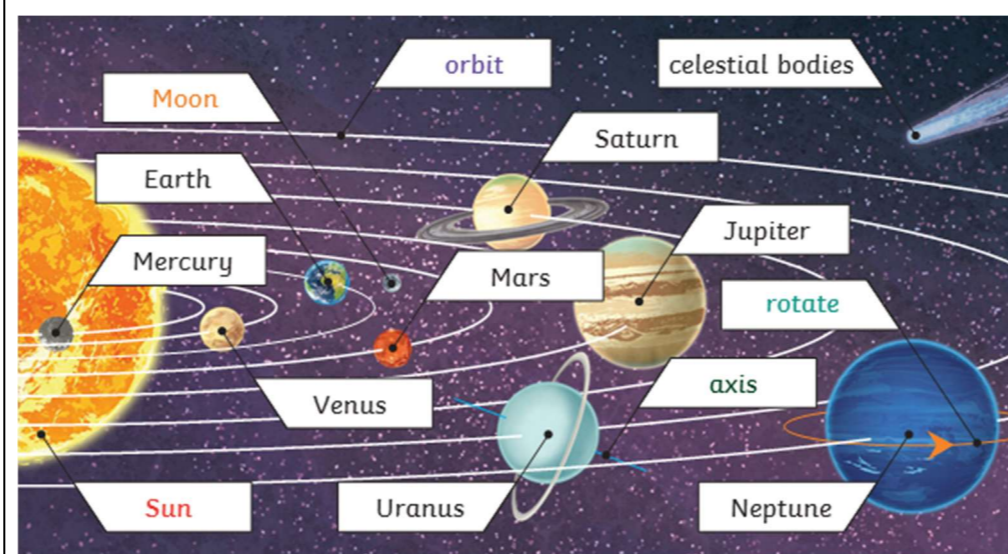 orbit
celestial bodies
Moon
Saturn
Earth
Jupiter
Mercury
Mars
rotate
axis
Venus
Sun
Uranus
Neptune